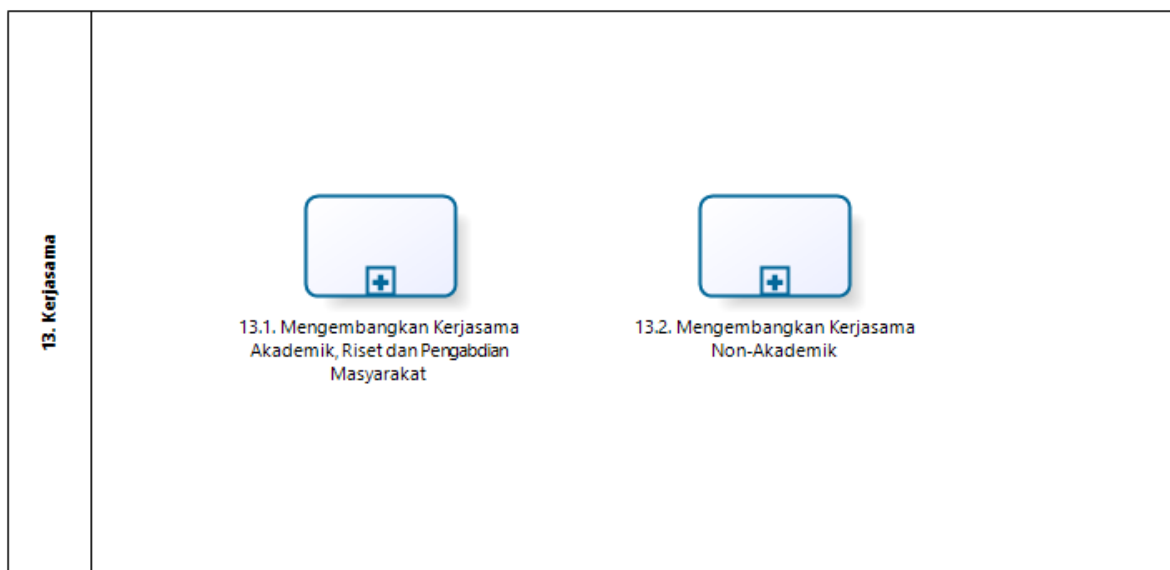 13. Kerjasama
13.1. Mengembangkan Kerjasama
Akademik, Riset dan Pengabdian
Masyarakat
13.2. Mengembangkan Kerjasama
Non-Akademik